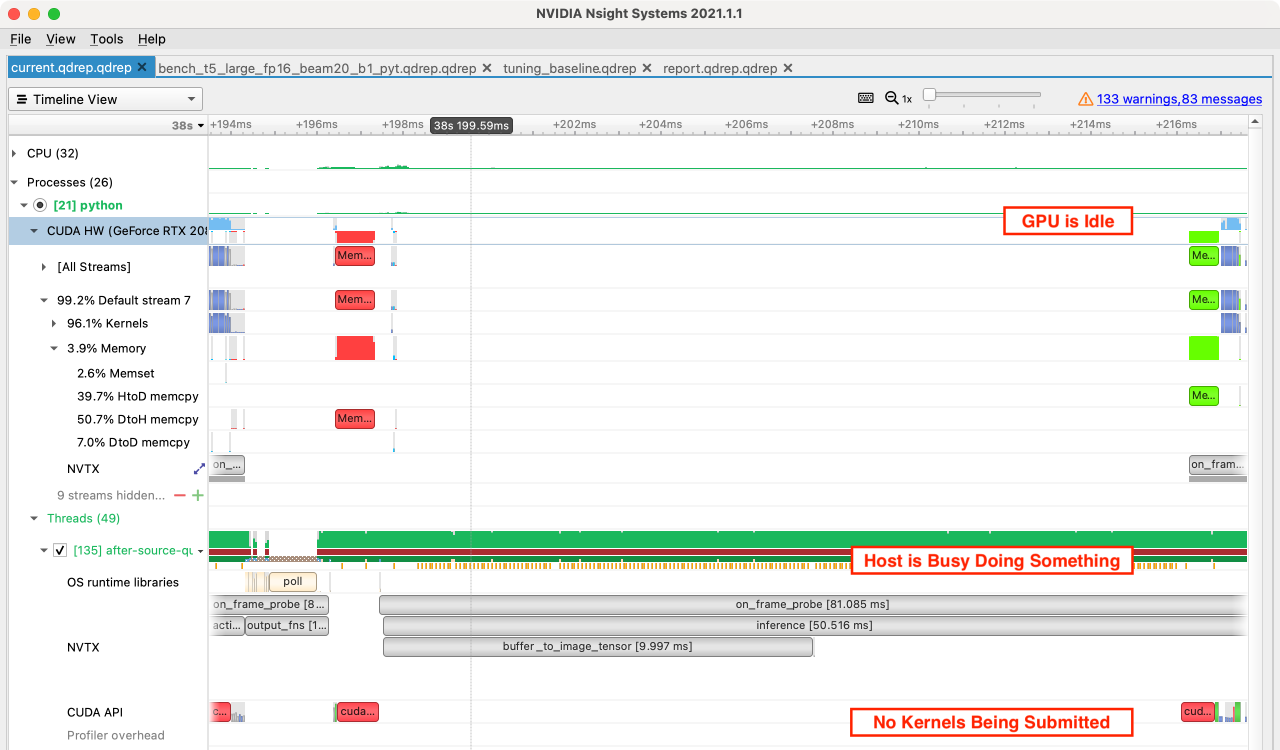 NVIDIA Nsight Systems 2021.1.1
File View Tools Help
current.qdrep.qdrep bench_t5_large_fp16_beam20_b1_pyt.qdrep.qdrep tuning_baseline.qdrep report.qdrep.qdrep
Timeline View 1x 133 warnings,83 messages
38s +194ms +196ms +198ms 38s 199.59ms +202ms +204ms +206ms +208ms +210ms +212ms +214ms +216ms
CPU (32)
Processes (26)
[21] python
GPU is Idle
CUDA HW (GeForce RTX 208
Mem... Me...
[All Streams]
99.2% Default stream 7 Mem... Me...
96.1% Kernels
3.9% Memory
2.6% Memset
39.7% HtoD memcpy Me...
50.7% DtoH memcpy Mem...
7.0% DtoD memcpy
NVTX on_... on_fram...
9 streams hidden...
Threads (49)
[135] after-source-qu
Host is Busy Doing Something
OS runtime libraries poll
on_frame_probe [8... on_frame_probe [81.085 ms]
acti... output_fns [1... inference [50.516 ms]
NVTX buffer_to_image_tensor [9.997 ms]
CUDA API c... cuda... cud...
No Kernels Being Submitted
Profiler overhead